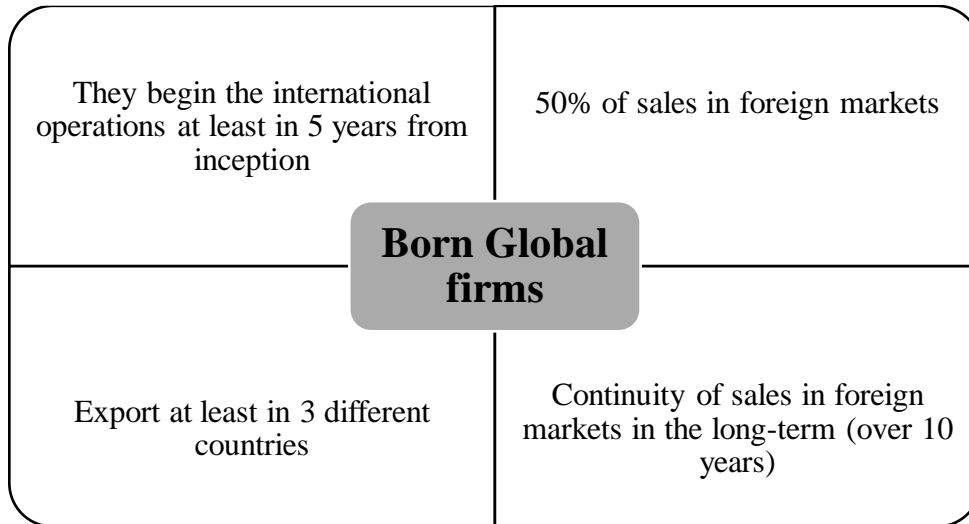 They begin the international
operations at least in 5 years from
inception
50% of sales in foreign markets
Born Global
firms
Export at least in 3 different
countries
Continuity of sales in foreign
markets in the long-term (over 10
years)